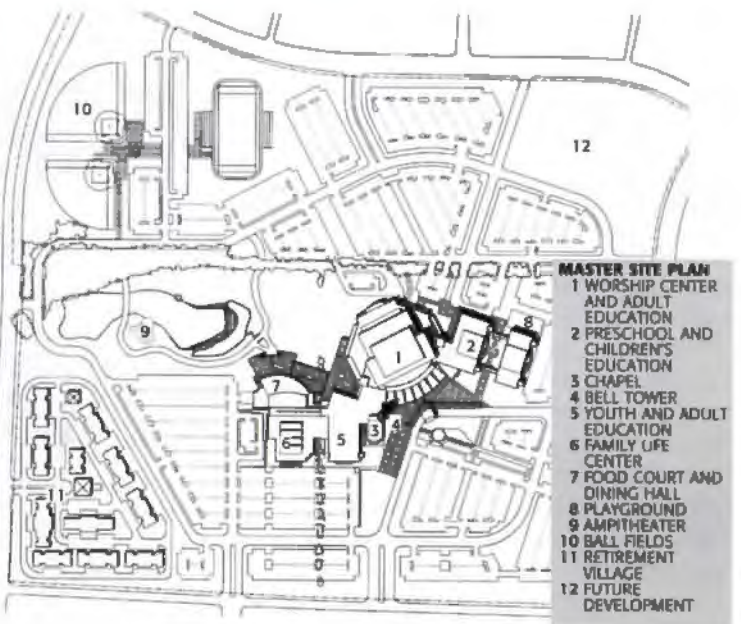 10
12
9
1
2
8
7
6
5
3
4
11
MASTER SITE PLAN
1 WORSHIP CENTER
AND ADULT
EDUCATION
2 PRESCHOOL AND
CHILDREN'S
EDUCATION
3 CHAPEL
4 BELL TOWER
5 YOUTH AND ADULT
EDUCATION
6 FAMILY LIFE
CENTER
7 FOOD COURT AND
DINING HALL
8 PLAYGROUND
9 AMPITHEATER
10 BALL FIELDS
11 RETIREMENT
VILLAGE
12 FUTURE
DEVELOPMENT